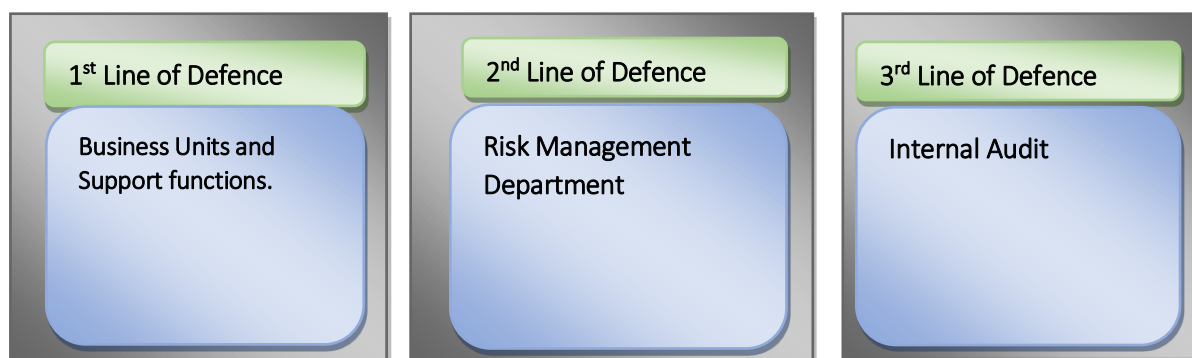 1st Line of Defence
Business Units and
Support functions.
2nd Line of Defence
Risk Management
Department
3rd Line of Defence
Internal Audit